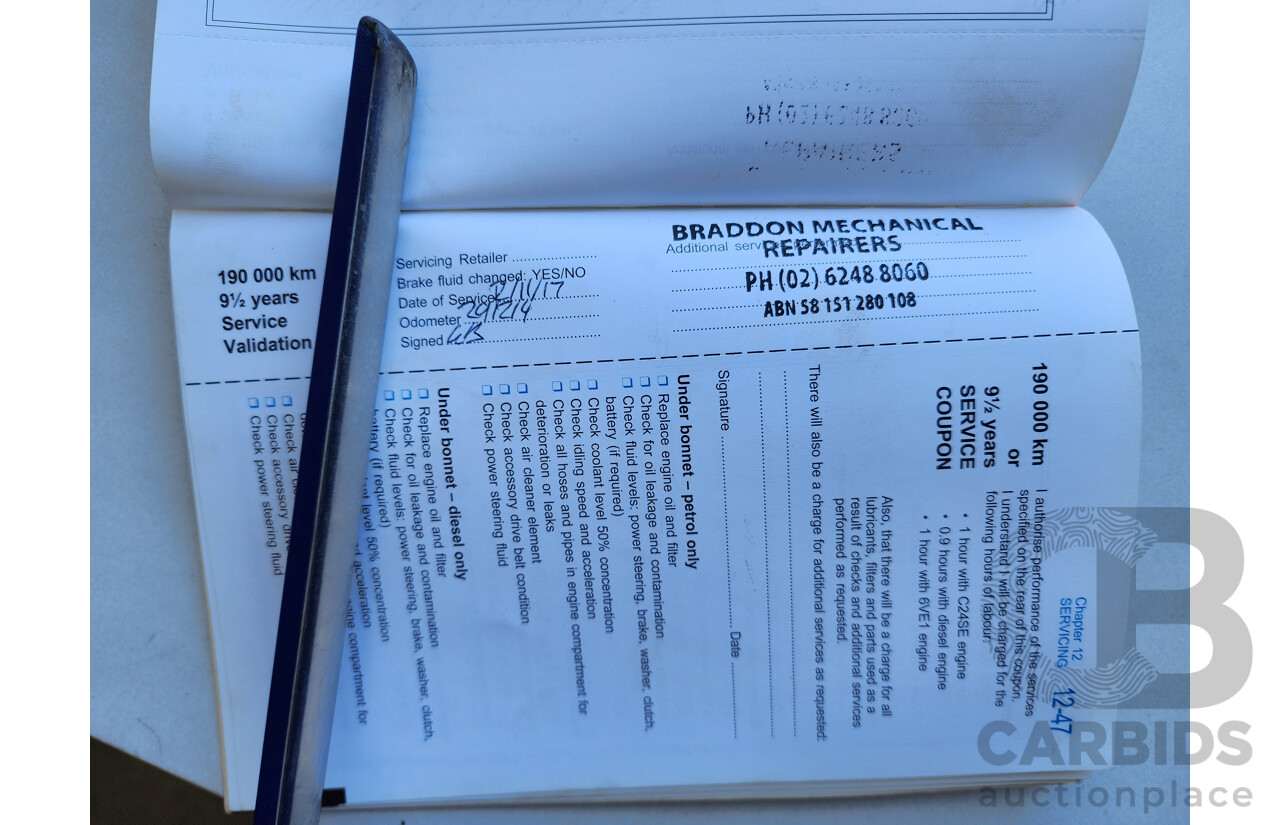 190 000 km
9½ years
Service
Validation
Servicing Retailer
Brake fluid changed: YES/NO
Date of Service /11/17
Odometer
Signed
BRADDON MECHANICAL
REPAIRERS
PH (02) 6248 8060
ABN 58 151 280 108
Additional
Chapter 12
SERVICING 12-47
190 000 km
or
9½ years
SERVICE
COUPON
I authorise performance of the services
specified on the rear of this coupon.
I understand I will be charged for the
following hours of labour:
• 1 hour with C24SE engine
• 0.9 hours with diesel engine
• 1 hour with 6VE1 engine
Also, that there will be a charge for all
lubricants, filters and parts used as a
result of checks and additional services
performed as requested.
There will also be a charge for additional services as requested:
Signature Date
Under bonnet – petrol only
❑ Replace engine oil and filter
❑ Check for oil leakage and contamination
❑ Check fluid levels: power steering, brake, washer, clutch,
battery (if required)
❑ Check coolant level 50% concentration
❑ Check idling speed and acceleration
❑ Check all hoses and pipes in engine compartment for
deterioration or leaks
❑ Check air cleaner element
❑ Check accessory drive belt condition
❑ Check power steering fluid
Under bonnet – diesel only
❑ Replace engine oil and filter
❑ Check for oil leakage and contamination
❑ Check fluid levels: power steering, brake, washer, clutch,
battery (if required)
level 50% concentration
acceleration
compartment for
❑ Check air
❑ Check accessory
❑ Check power steering fluid
B
CARBIDS
auctionplace